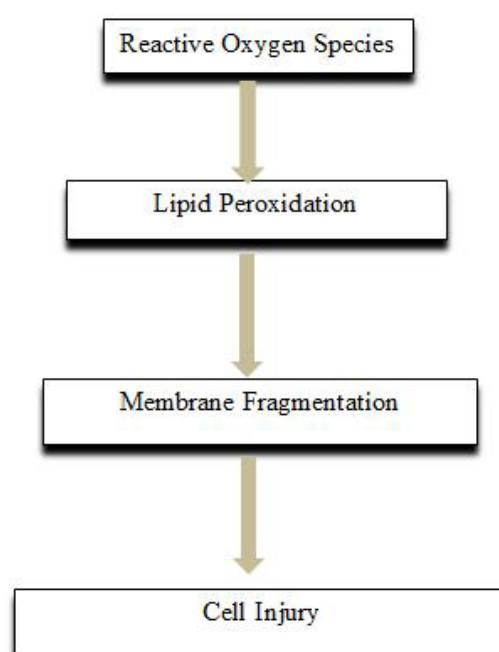 Reactive Oxygen Species
Lipid Peroxidation
Membrane Fragmentation
Cell Injury